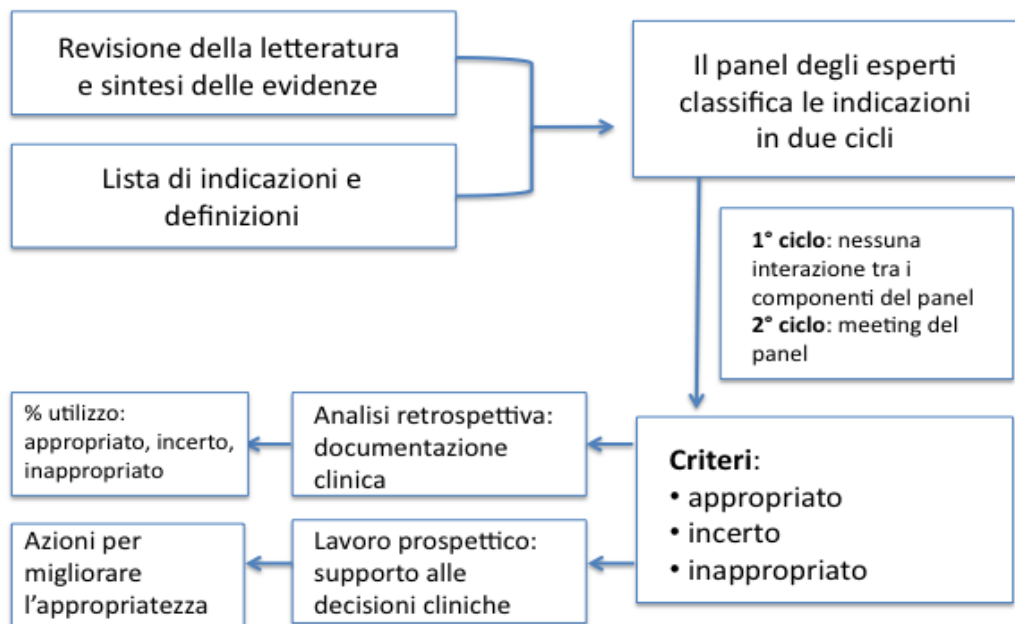 Revisione della letteratura
e sintesi delle evidenze
Lista di indicazioni e
definizioni
Il panel degli esperti
classifica le indicazioni
in due cicli
1° ciclo: nessuna
interazione tra i
componenti del panel
2° ciclo: meeting del
panel
Criteri:
• appropriato
• incerto
• inappropriato
Analisi retrospettiva:
documentazione
clinica
% utilizzo:
appropriato, incerto,
inappropriato
Lavoro prospettico:
supporto alle
decisioni cliniche
Azioni per
migliorare
l'appropriatezza